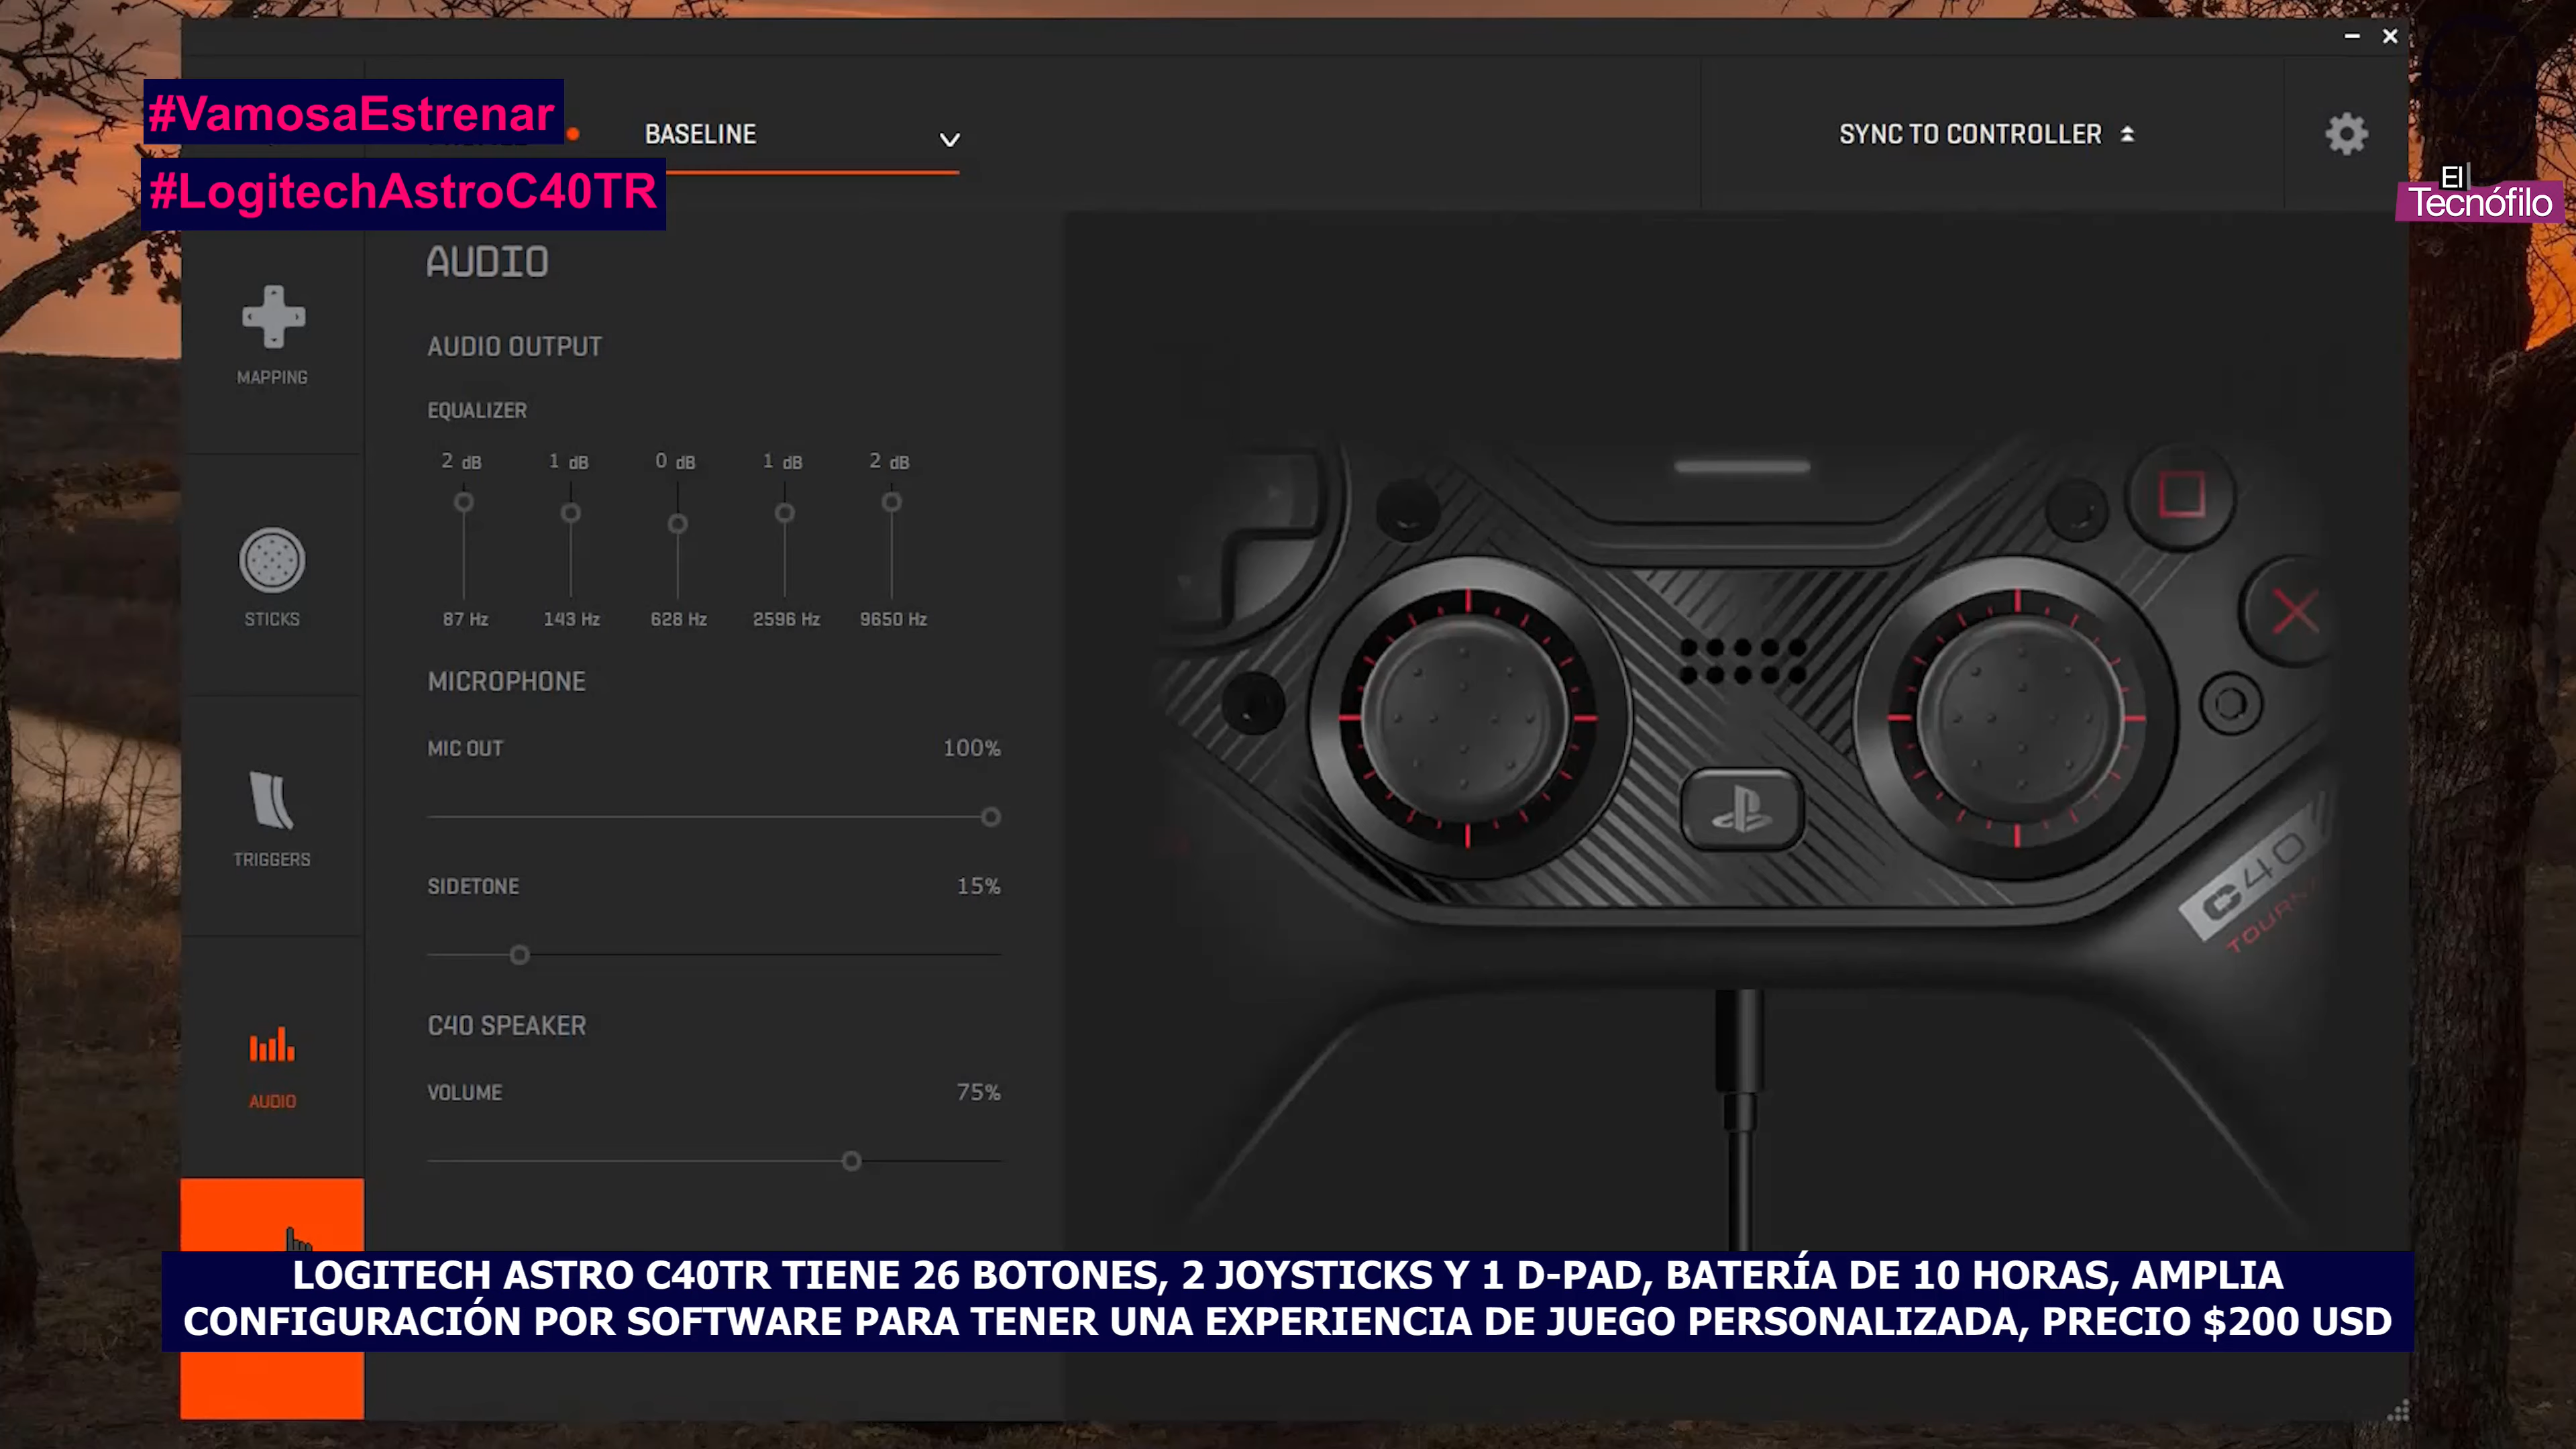 #VamosaEstrenar
#LogitechAstroC40TR
BASELINE
SYNC TO CONTROLLER
El
Tecnófilo
AUDIO
AUDIO OUTPUT
EQUALIZER
2 dB 1 dB 0 dB 1 dB 2 dB
87 Hz 143 Hz 628 Hz 2596 Hz 9650 Hz
MICROPHONE
MIC OUT 100%
SIDETONE 15%
C40 SPEAKER
VOLUME 75%
MAPPING
STICKS
TRIGGERS
AUDIO
C40
LOGITECH ASTRO C40TR TIENE 26 BOTONES, 2 JOYSTICKS Y 1 D-PAD, BATERÍA DE 10 HORAS, AMPLIA
CONFIGURACIÓN POR SOFTWARE PARA TENER UNA EXPERIENCIA DE JUEGO PERSONALIZADA, PRECIO $200 USD